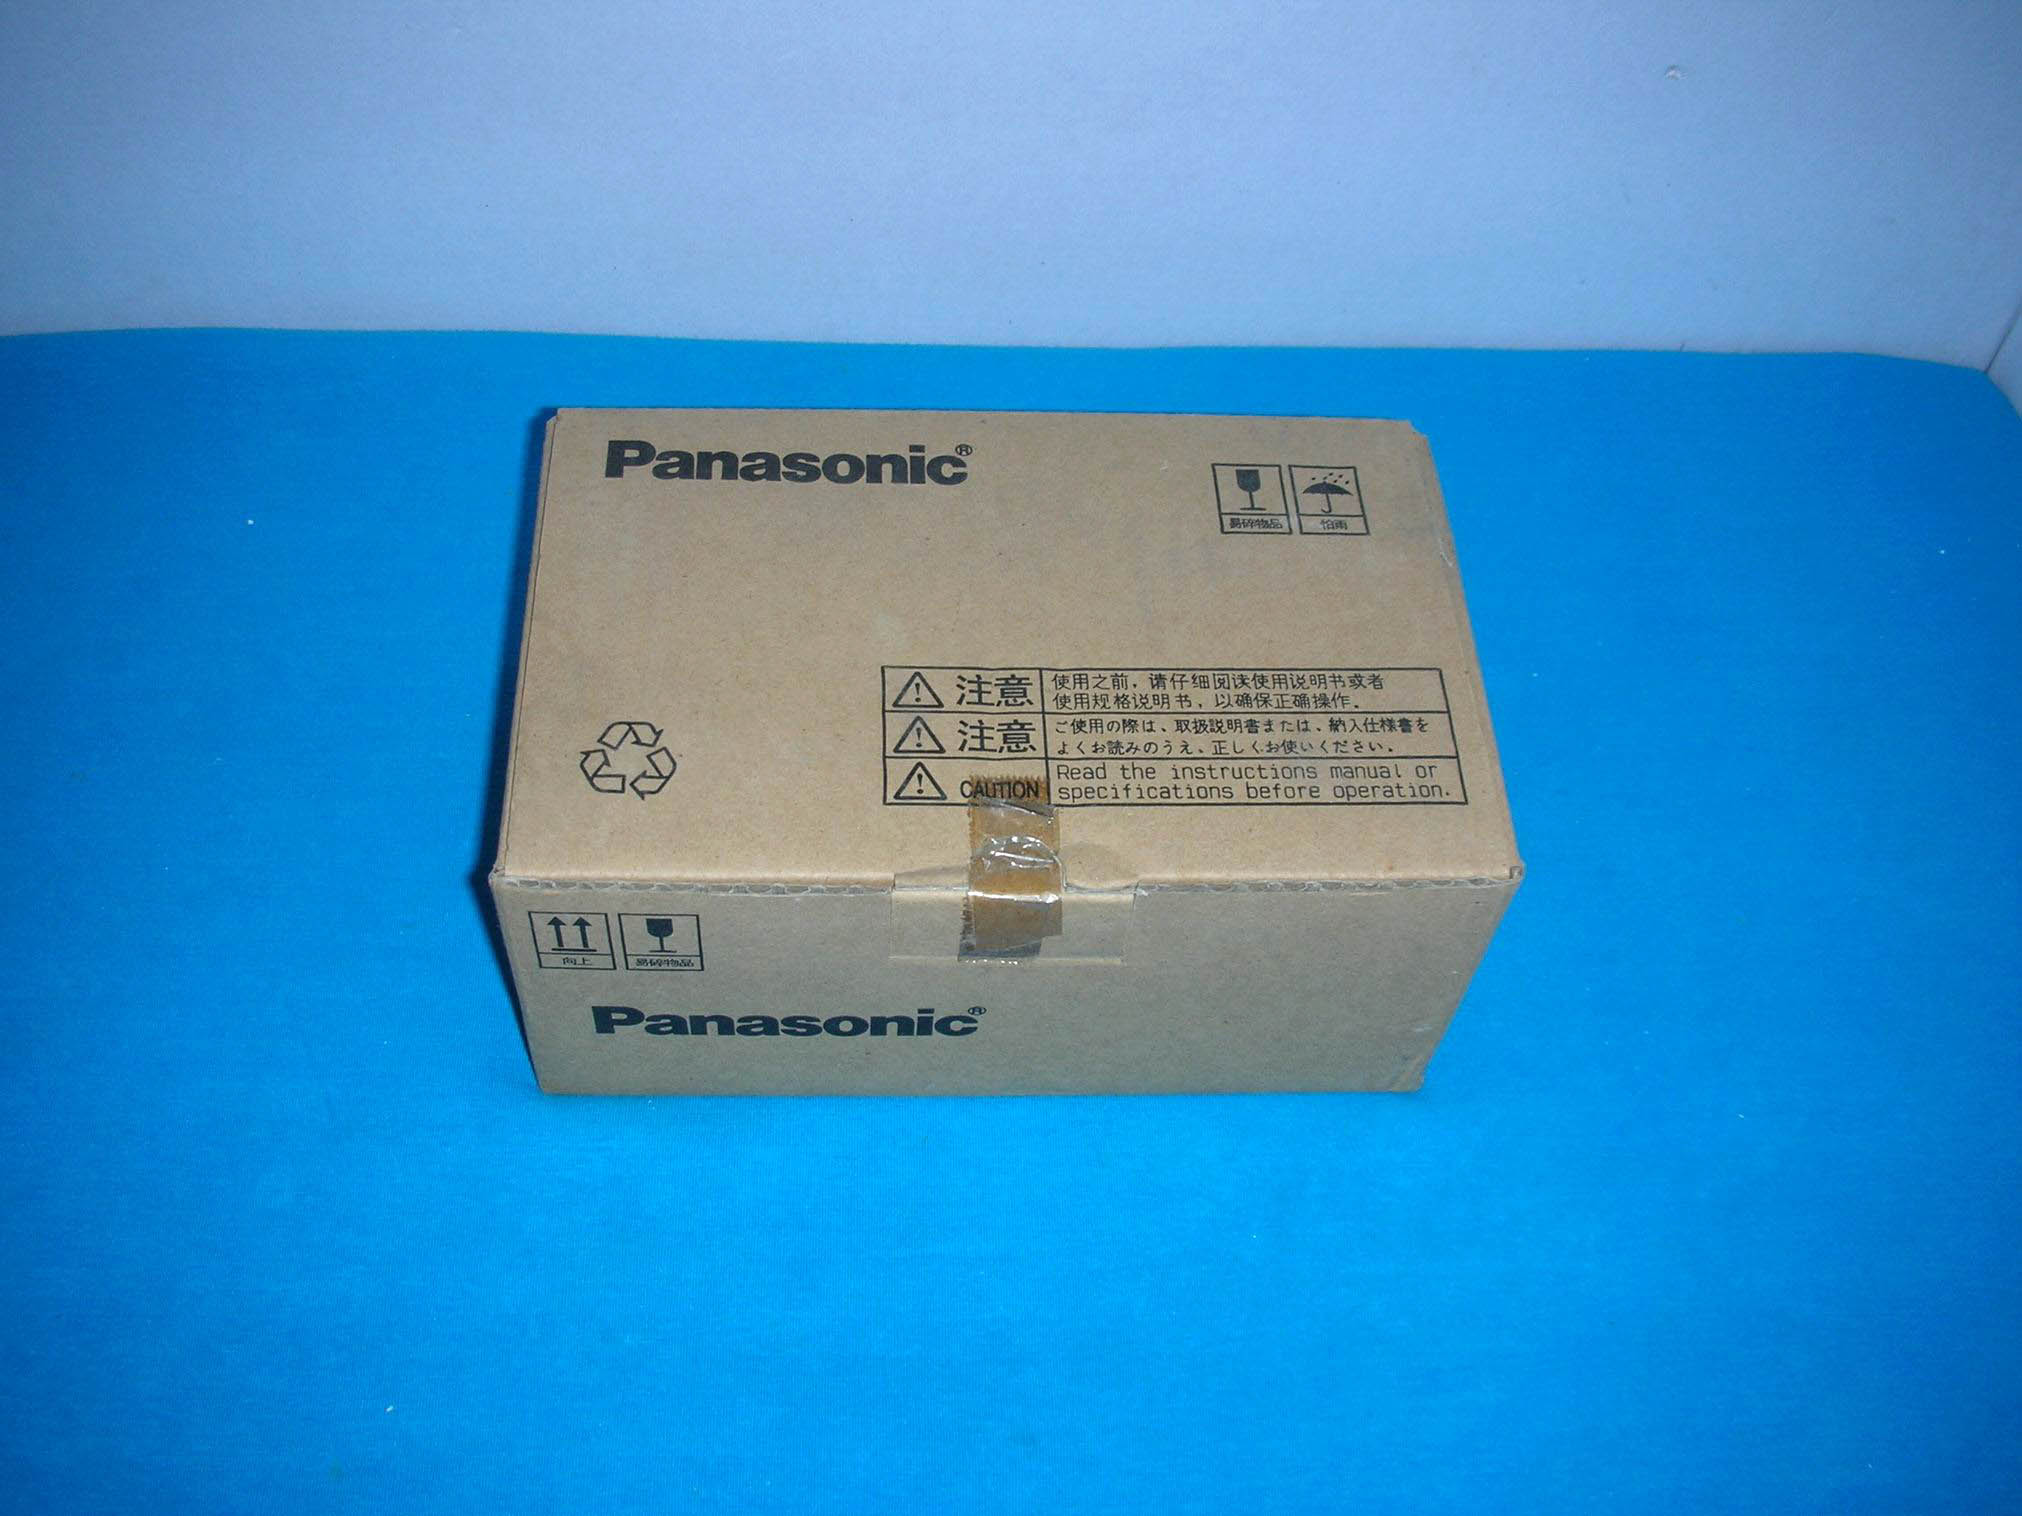 Panasonic®
易碎物品
怕雨
注意
使用之前，请仔细阅读使用说明书或者
使用规格说明书，以确保正确操作．
注意
ご使用の際は、取扱説明書または、納入仕様書を
よくお読みのうえ、正しくお使いください．
CAUTION
Read the instructions manual or
specifications before operation.
向上
易碎物品
Panasonic®